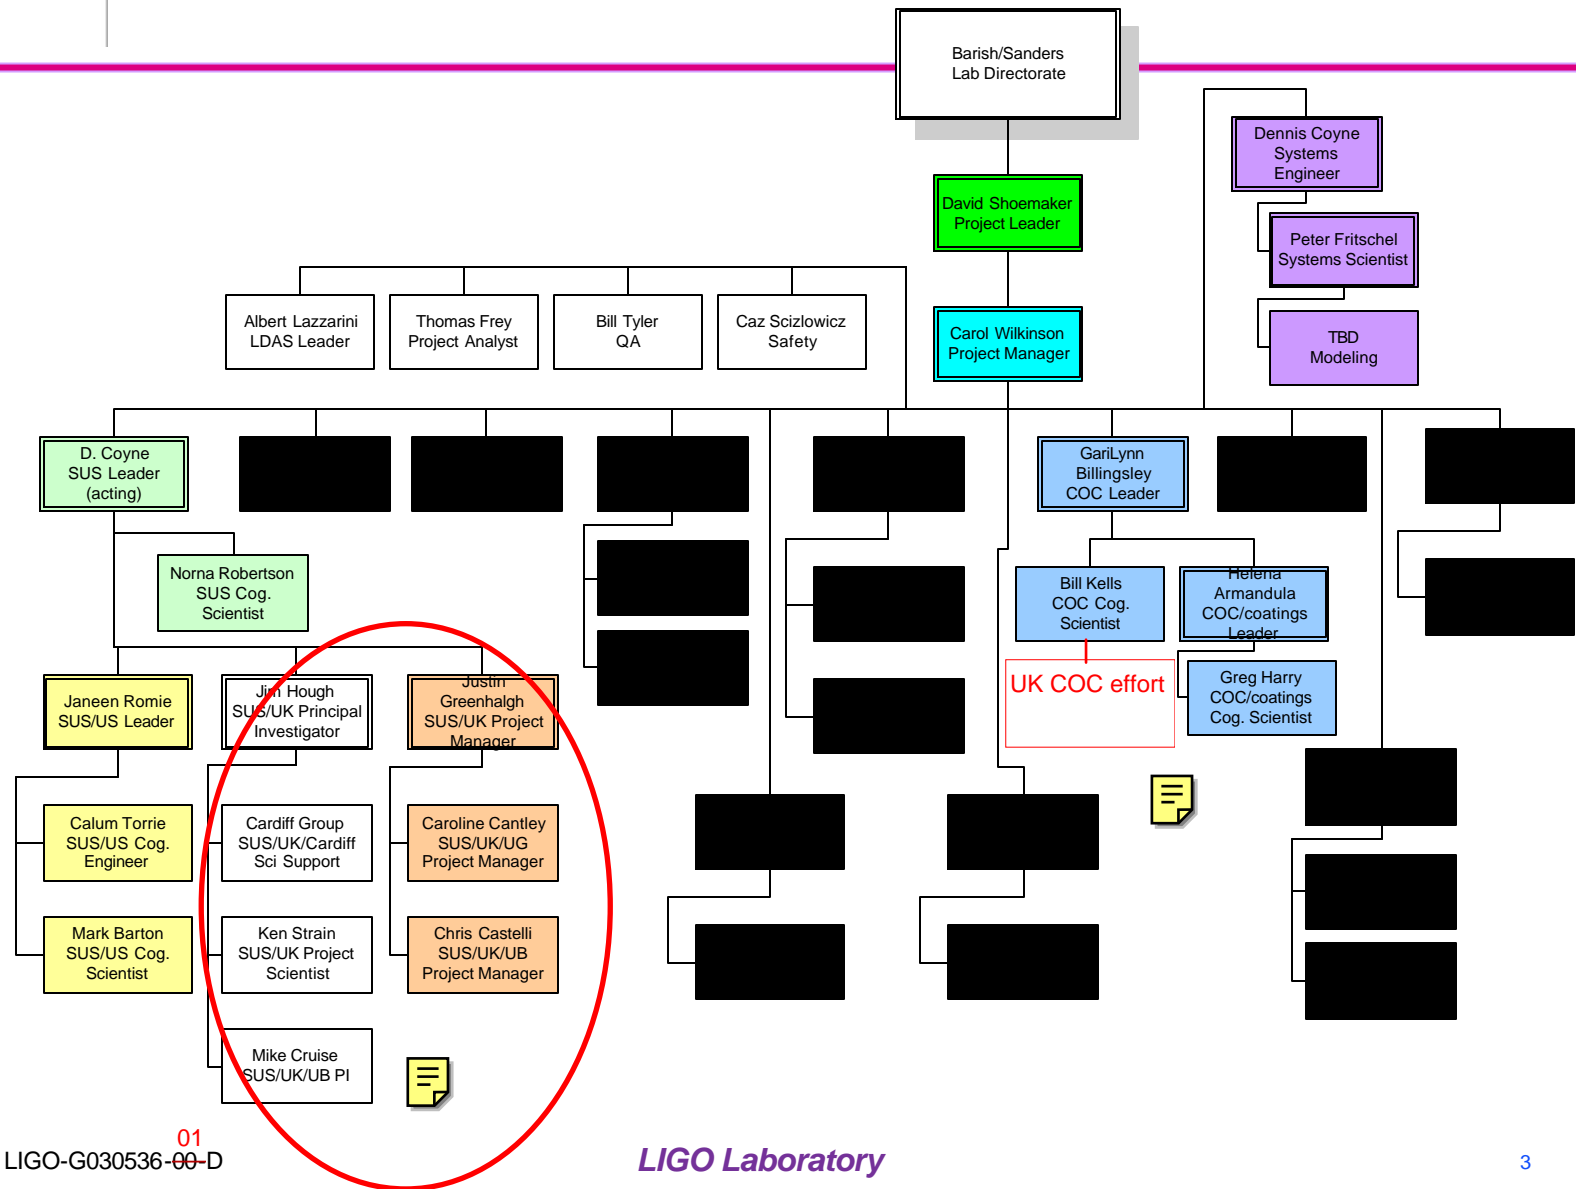 Barish/Sanders
Lab Directorate
Dennis Coyne
Systems
Engineer
David Shoemaker
Project Leader
Peter Fritschel
Systems Scientist
Albert Lazzarini
LDAS Leader
Thomas Frey
Project Analyst
Bill Tyler
QA
Caz Scizlowicz
Safety
Carol Wilkinson
Project Manager
TBD
Modeling
D. Coyne
SUS Leader
(acting)
GariLynn
Billingsley
COC Leader
Norna Robertson
SUS Cog.
Scientist
Bill Kells
COC Cog.
Scientist
Helena
Armandula
COC/coatings
Leader
Janeen Romie
SUS/US Leader
Jim Hough
SUS/UK Principal
Investigator
Justin
Greenhalgh
SUS/UK Project
Manager
UK COC effort
Greg Harry
COC/coatings
Cog. Scientist
Calum Torrie
SUS/US Cog.
Engineer
Cardiff Group
SUS/UK/Cardiff
Sci Support
Caroline Cantley
SUS/UK/UG
Project Manager
Mark Barton
SUS/US Cog.
Scientist
Ken Strain
SUS/UK Project
Scientist
Chris Castelli
SUS/UK/UB
Project Manager
Mike Cruise
SUS/UK/UB PI
01
LIGO-G030536-00-D
LIGO Laboratory
3